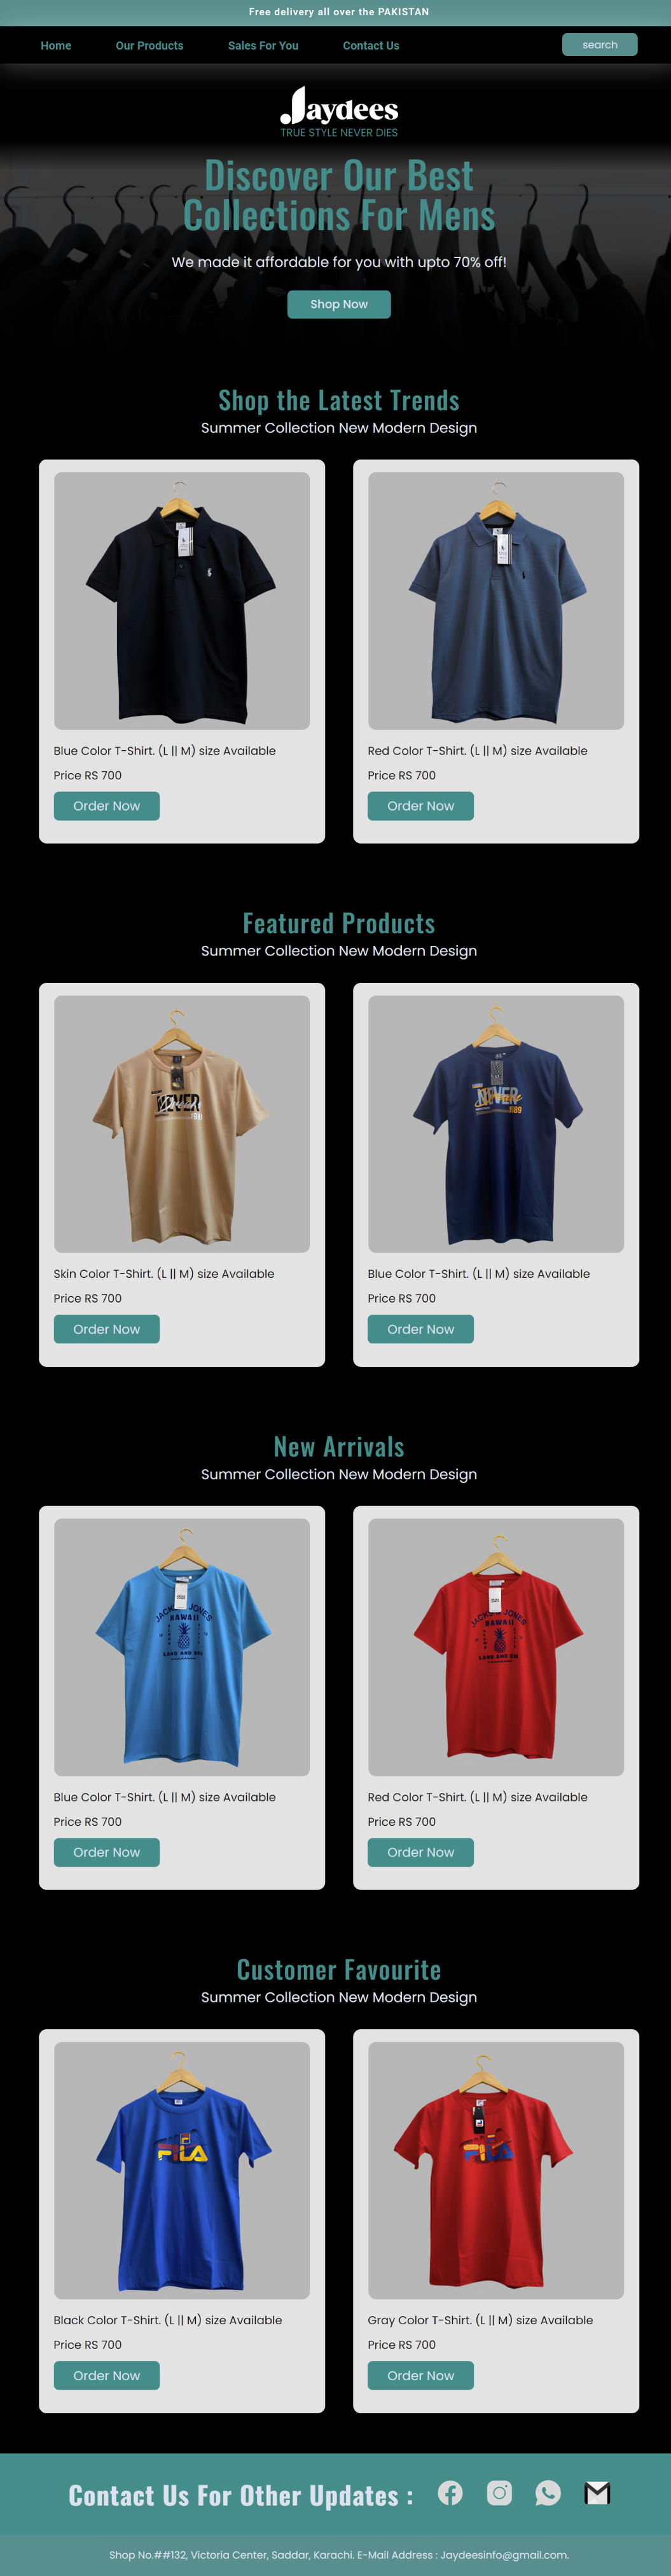 Free delivery all over the PAKISTAN
Home Our Products Sales For You Contact Us search
Jaydees
TRUE STYLE NEVER DIES
Discover Our Best
Collections For Mens
We made it affordable for you with upto 70% off!
Shop Now
Shop the Latest Trends
Summer Collection New Modern Design
Blue Color T-Shirt. (L || M) size Available
Price RS 700
Order Now
Red Color T-Shirt. (L || M) size Available
Price RS 700
Order Now
Featured Products
Summer Collection New Modern Design
NEVER
Skin Color T-Shirt. (L || M) size Available
Price RS 700
Order Now
NEVER
1989
Blue Color T-Shirt. (L || M) size Available
Price RS 700
Order Now
New Arrivals
Summer Collection New Modern Design
JACK JONES
HAWAII
Blue Color T-Shirt. (L || M) size Available
Price RS 700
Order Now
JACK JONES
HAWAII
Red Color T-Shirt. (L || M) size Available
Price RS 700
Order Now
Customer Favourite
Summer Collection New Modern Design
FILA
Black Color T-Shirt. (L || M) size Available
Price RS 700
Order Now
FILA
Gray Color T-Shirt. (L || M) size Available
Price RS 700
Order Now
Contact Us For Other Updates :
Shop No.##132, Victoria Center, Saddar, Karachi. E-Mail Address : Jaydeesinfo@gmail.com.